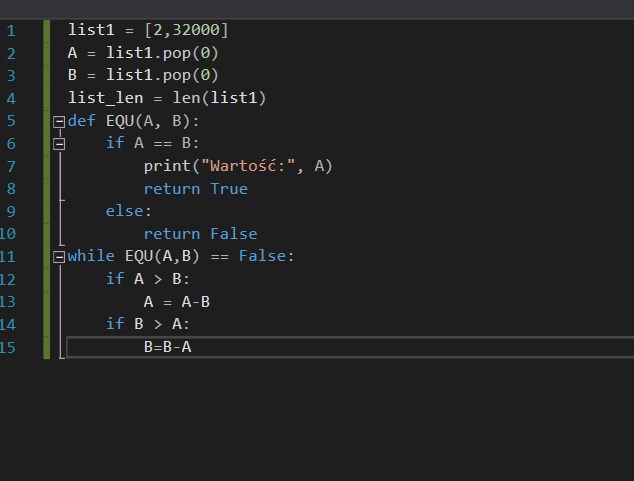 1 list1 = [2,32000]
2 A = list1.pop(0)
3 B = list1.pop(0)
4 list_len = len(list1)
5 def EQU(A, B):
6     if A == B:
7         print("Wartość:", A)
8         return True
9     else:
10         return False
11 while EQU(A,B) == False:
12     if A > B:
13         A = A-B
14     if B > A:
15         B=B-A